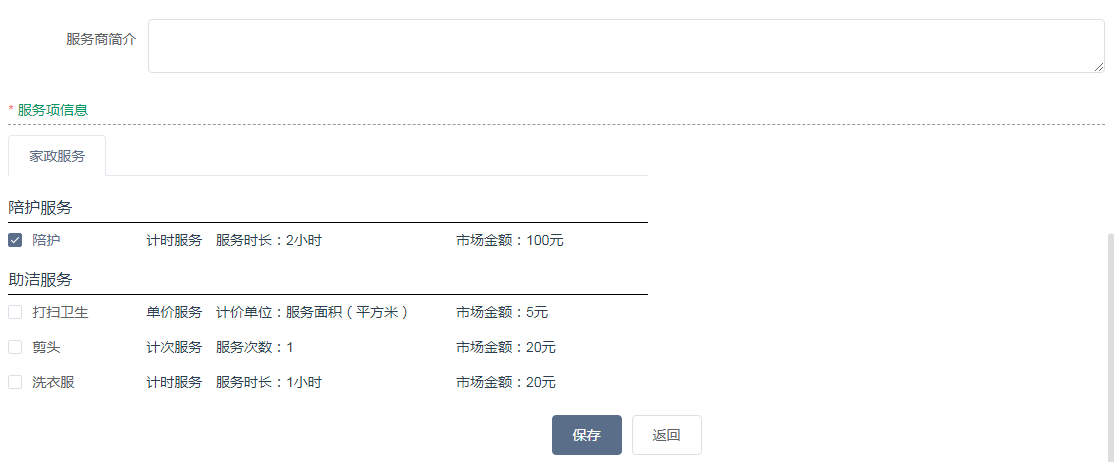 服务商简介
* 服务项信息
家政服务
陪护服务
陪护 计时服务 服务时长：2小时 市场金额：100元
助洁服务
打扫卫生 单价服务 计价单位：服务面积（平方米） 市场金额：5元
剪头 计次服务 服务次数：1 市场金额：20元
洗衣服 计时服务 服务时长：1小时 市场金额：20元
保存 返回